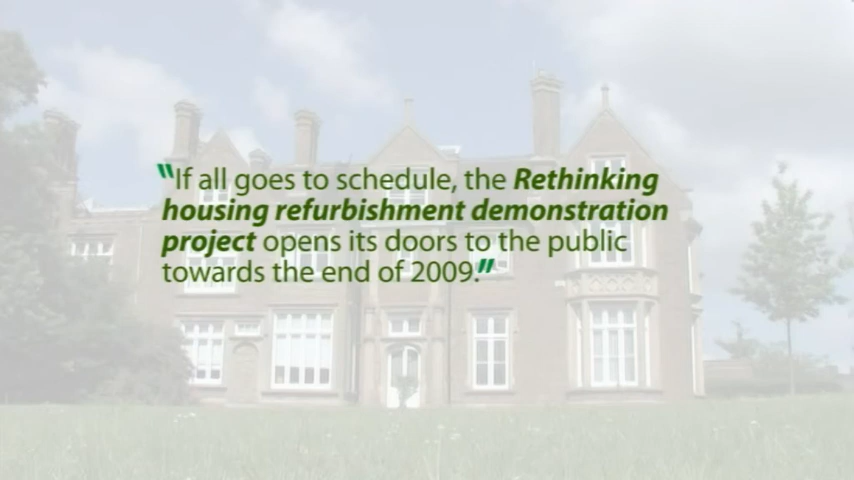 "If all goes to schedule, the Rethinking
housing refurbishment demonstration
project opens its doors to the public
towards the end of 2009."